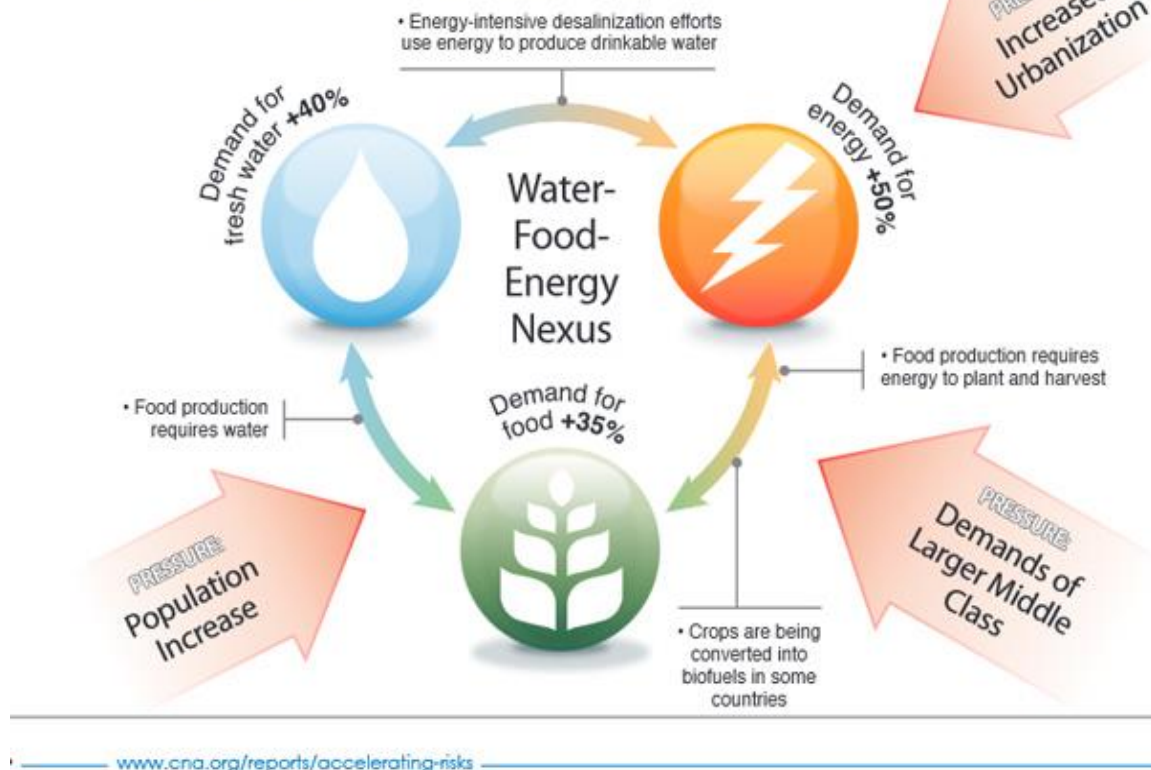 • Energy-intensive desalinization efforts
use energy to produce drinkable water
Increased
Urbanization
Demand for
fresh water +40%
Demand for
energy +50%
Water-
Food-
Energy
Nexus
• Food production requires
energy to plant and harvest
• Food production
requires water
Demand for
food +35%
PRESSURE:
Population
Increase
PRESSURE:
Demands of
Larger Middle
Class
• Crops are being
converted into
biofuels in some
countries
www.cna.org/reports/accelerating-risks